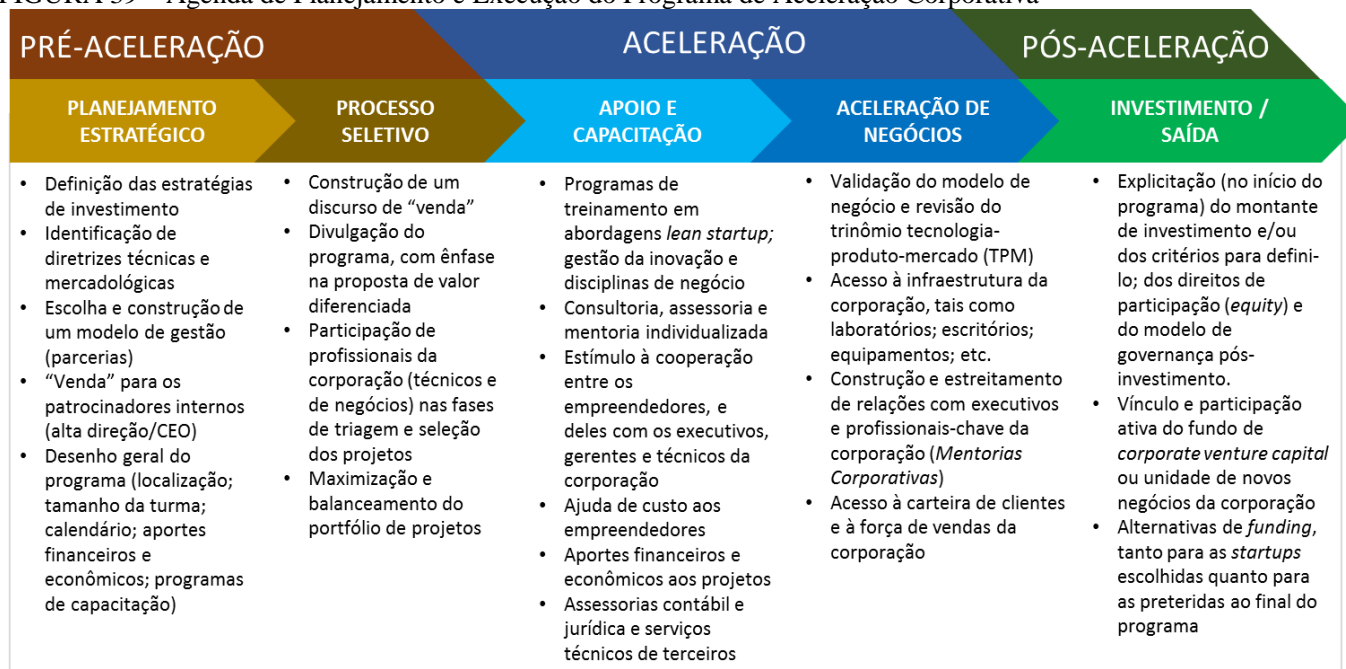 FIGURA 39 – Agenda de Planejamento e Execução do Programa de Aceleração Corporativa
PRÉ-ACELERAÇÃO
ACELERAÇÃO
PÓS-ACELERAÇÃO
PLANEJAMENTO
ESTRATÉGICO
PROCESSO
SELETIVO
APOIO E
CAPACITAÇÃO
ACELERAÇÃO DE
NEGÓCIOS
INVESTIMENTO /
SAÍDA
• Definição das estratégias
de investimento
• Identificação de
diretrizes técnicas e
mercadológicas
• Escolha e construção de
um modelo de gestão
(parcerias)
• “Venda” para os
patrocinadores internos
(alta direção/CEO)
• Desenho geral do
programa (localização;
tamanho da turma;
calendário; aportes
financeiros e
econômicos; programas
de capacitação)
• Construção de um
discurso de “venda”
• Divulgação do
programa, com ênfase
na proposta de valor
diferenciada
• Participação de
profissionais da
corporação (técnicos e
de negócios) nas fases
de triagem e seleção
dos projetos
• Maximização e
balanceamento do
portfólio de projetos
• Programas de
treinamento em
abordagens lean startup;
gestão da inovação e
disciplinas de negócio
• Consultoria, assessoria e
mentoria individualizada
• Estímulo à cooperação
entre os
empreendedores, e
deles com os executivos,
gerentes e técnicos da
corporação
• Ajuda de custo aos
empreendedores
• Aportes financeiros e
econômicos aos projetos
• Assessorias contábil e
jurídica e serviços
técnicos de terceiros
• Validação do modelo de
negócio e revisão do
trinômio tecnologia-
produto-mercado (TPM)
• Acesso à infraestrutura da
corporação, tais como
laboratórios; escritórios;
equipamentos; etc.
• Construção e estreitamento
de relações com executivos
e profissionais-chave da
corporação (Mentorias
Corporativas)
• Acesso à carteira de clientes
e à força de vendas da
corporação
• Explicitação (no início do
programa) do montante
de investimento e/ou
dos critérios para defini-
lo; dos direitos de
participação (equity) e
do modelo de
governança pós-
investimento.
• Vínculo e participação
ativa do fundo de
corporate venture capital
ou unidade de novos
negócios da corporação
• Alternativas de funding,
tanto para as startups
escolhidas quanto para
as preteridas ao final do
programa